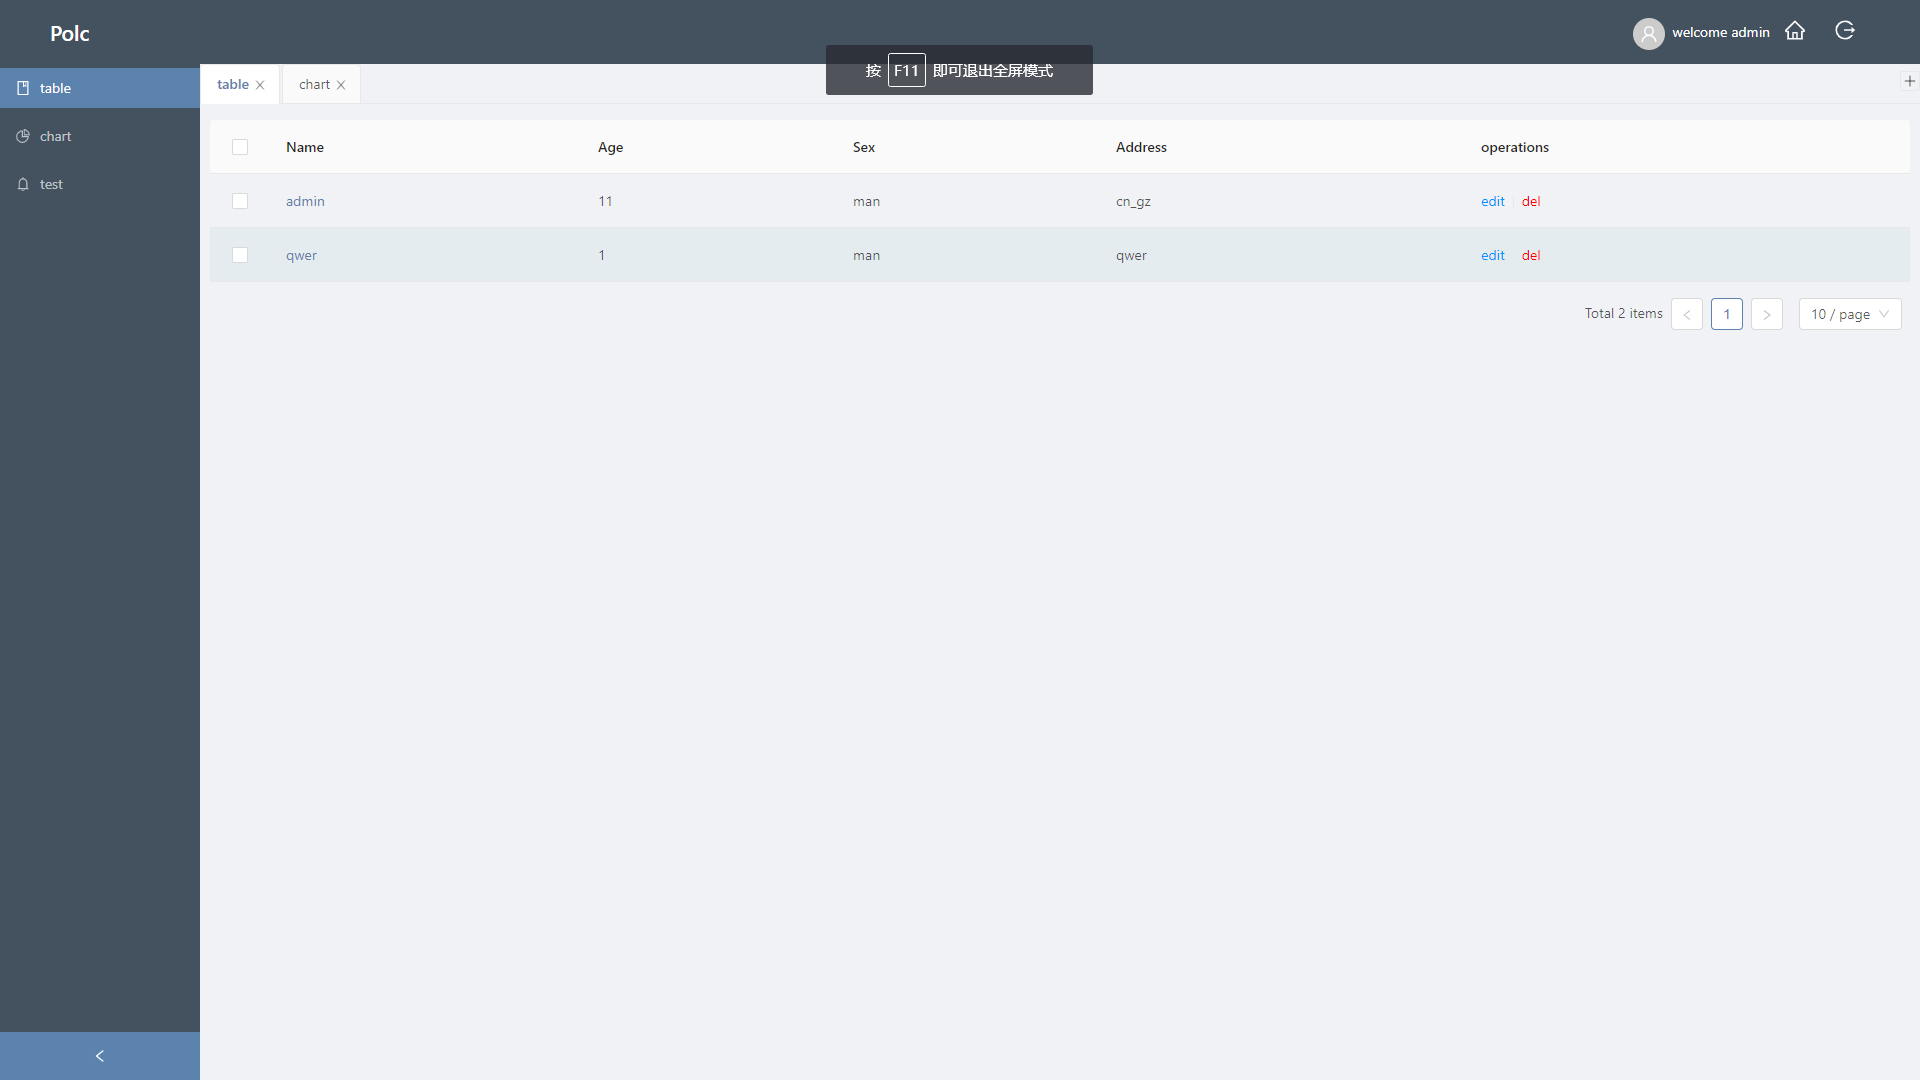 Polc
welcome admin
按 F11 即可退出全屏模式
table
chart
test
table chart
Name Age Sex Address operations
admin 11 man cn_gz edit del
qwer 1 man qwer edit del
Total 2 items 1 10 / page